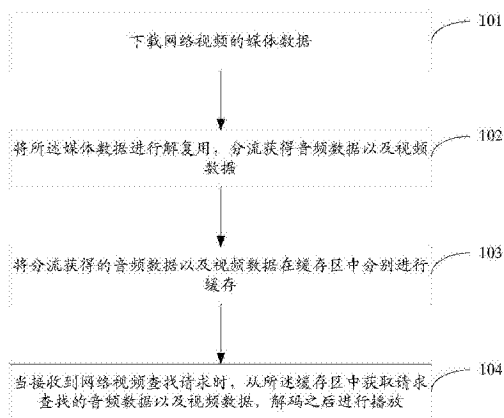 101
下载网络视频的媒体数据
102
将所述媒体数据进行解复用，分流获得音频数据以及视频
数据
103
将分流获得的音频数据以及视频数据在缓存区中分别进行
缓存
104
当接收到网络视频查找请求时，从所述缓存区中获取请求
查找的音频数据以及视频数据，解码之后进行播放